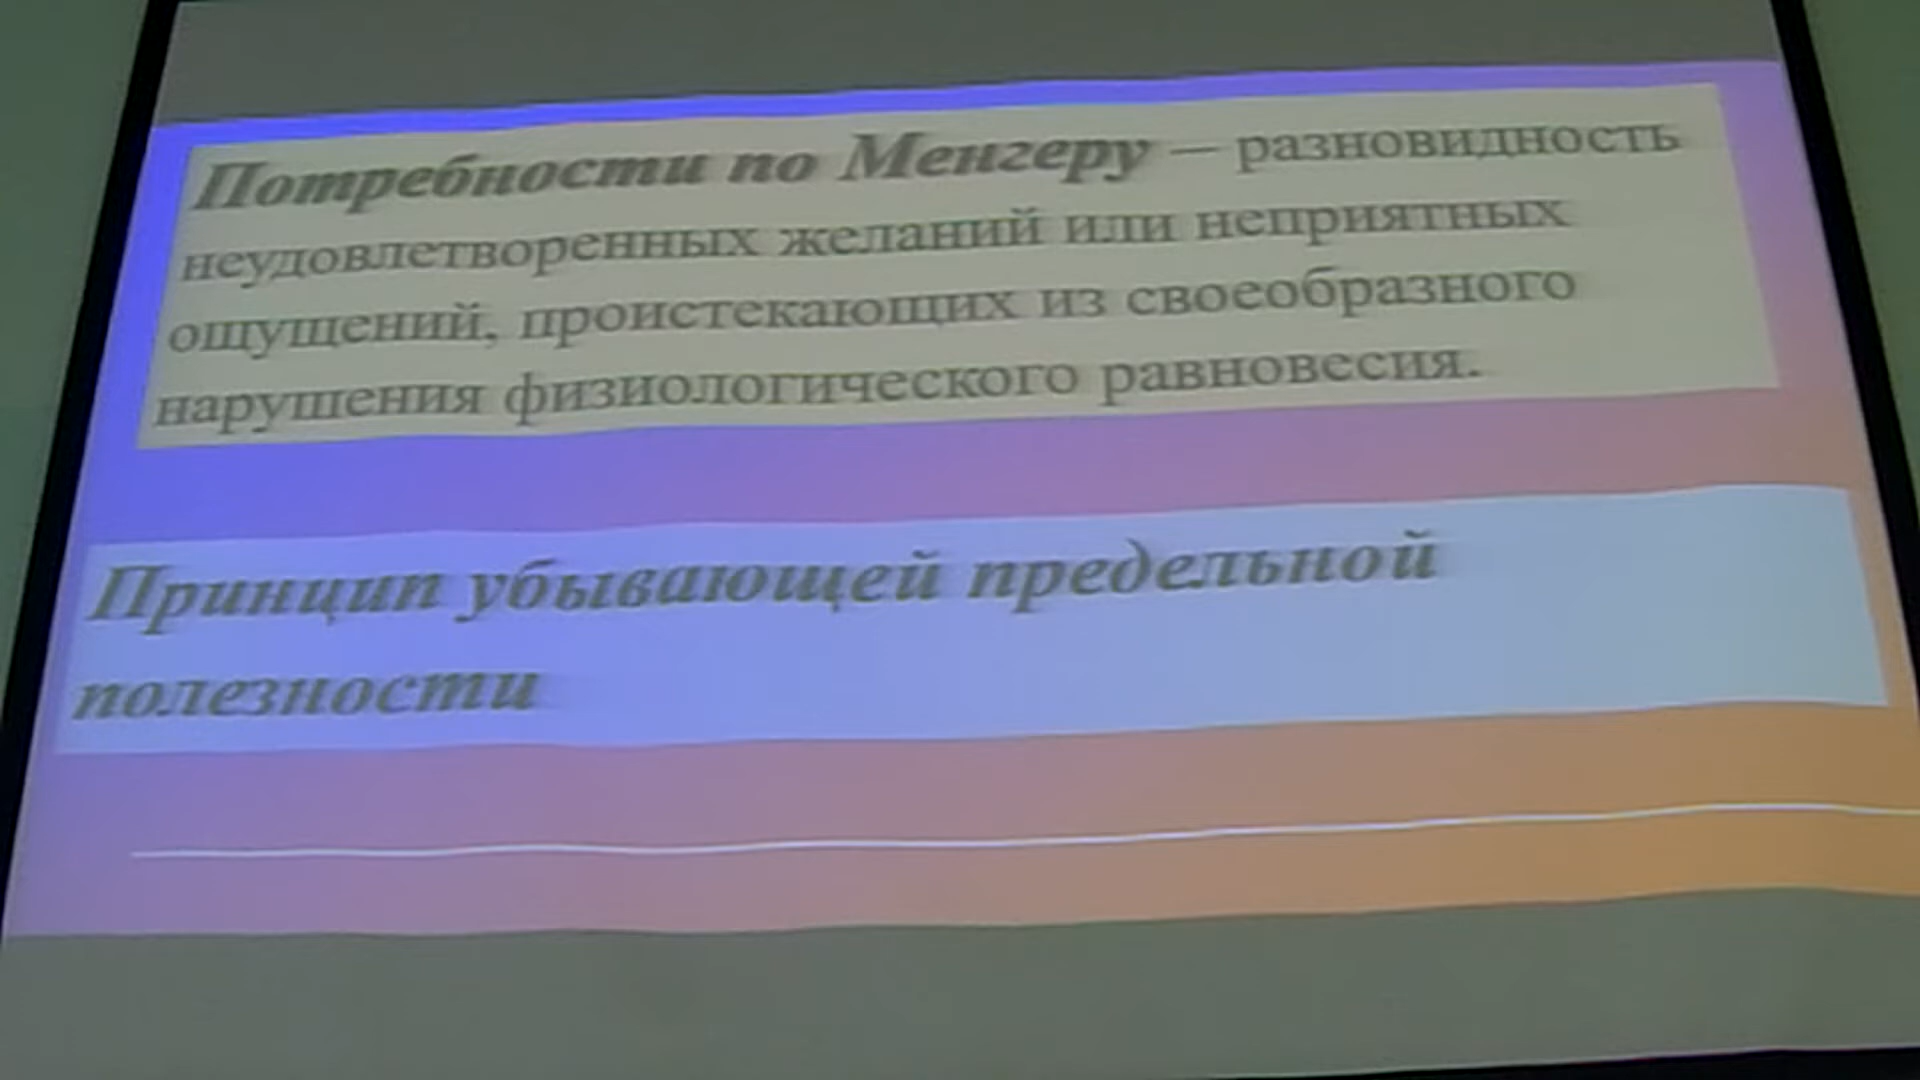 Потребности по Менгеру – разновидность
неудовлетворенных желаний или неприятных
ощущений, проистекающих из своеобразного
нарушения физиологического равновесия.
Принцип убывающей предельной
полезности